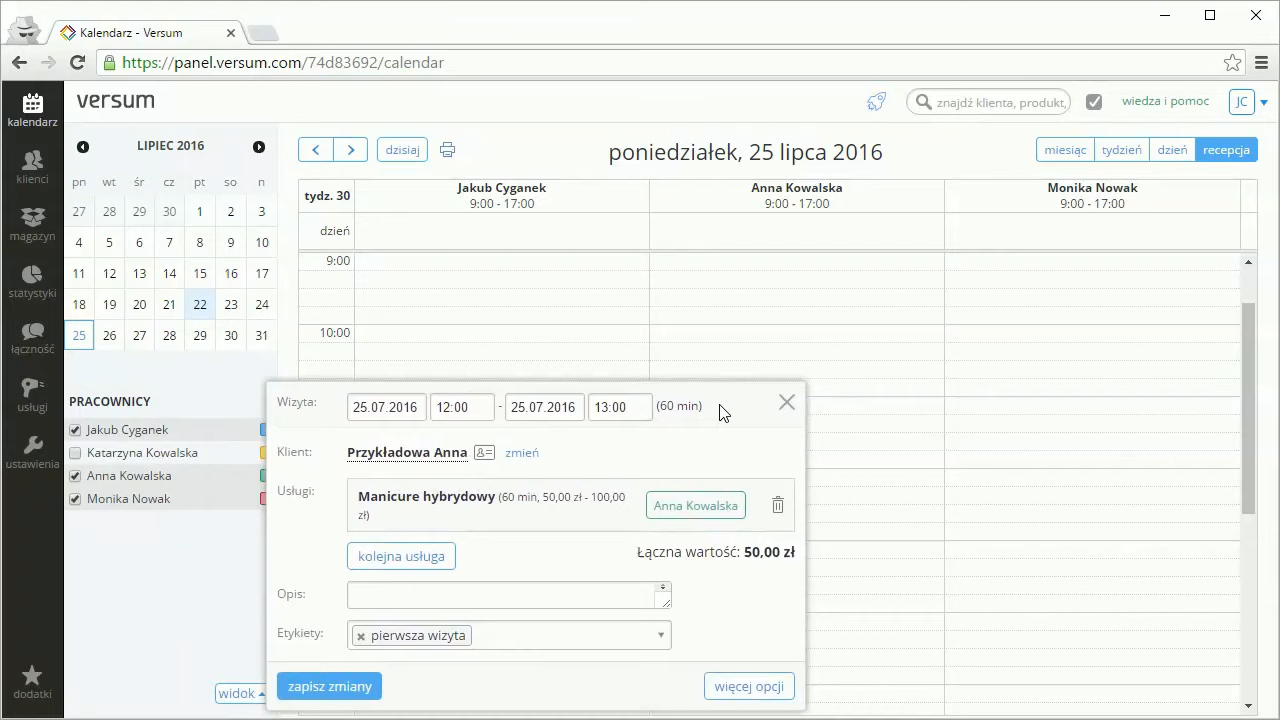 Kalendarz - Versum
https://panel.versum.com/74d83692/calendar
versum
znajdź klienta, produkt,
wiedza i pomoc
JC
kalendarz
klienci
magazyn
statystyki
łączność
usługi
ustawienia
dodatki
LIPIEC 2016
pn wt śr cz pt so n
27 28 29 30 1 2 3
4 5 6 7 8 9 10
11 12 13 14 15 16 17
18 19 20 21 22 23 24
25 26 27 28 29 30 31
PRACOWNICY
Jakub Cyganek
Katarzyna Kowalska
Anna Kowalska
Monika Nowak
widok
dzisiaj
poniedziałek, 25 lipca 2016
miesiąc tydzień dzień recepcja
tydz. 30
Jakub Cyganek
9:00 - 17:00
Anna Kowalska
9:00 - 17:00
Monika Nowak
9:00 - 17:00
dzień
9:00
10:00
Wizyta: 25.07.2016 12:00 - 25.07.2016 13:00 (60 min)
Klient: Przykładowa Anna zmień
Usługi: Manicure hybrydowy (60 min, 50,00 zł - 100,00
zł)
Anna Kowalska
kolejna usługa
Łączna wartość: 50,00 zł
Opis:
Etykiety: pierwsza wizyta
zapisz zmiany
więcej opcji